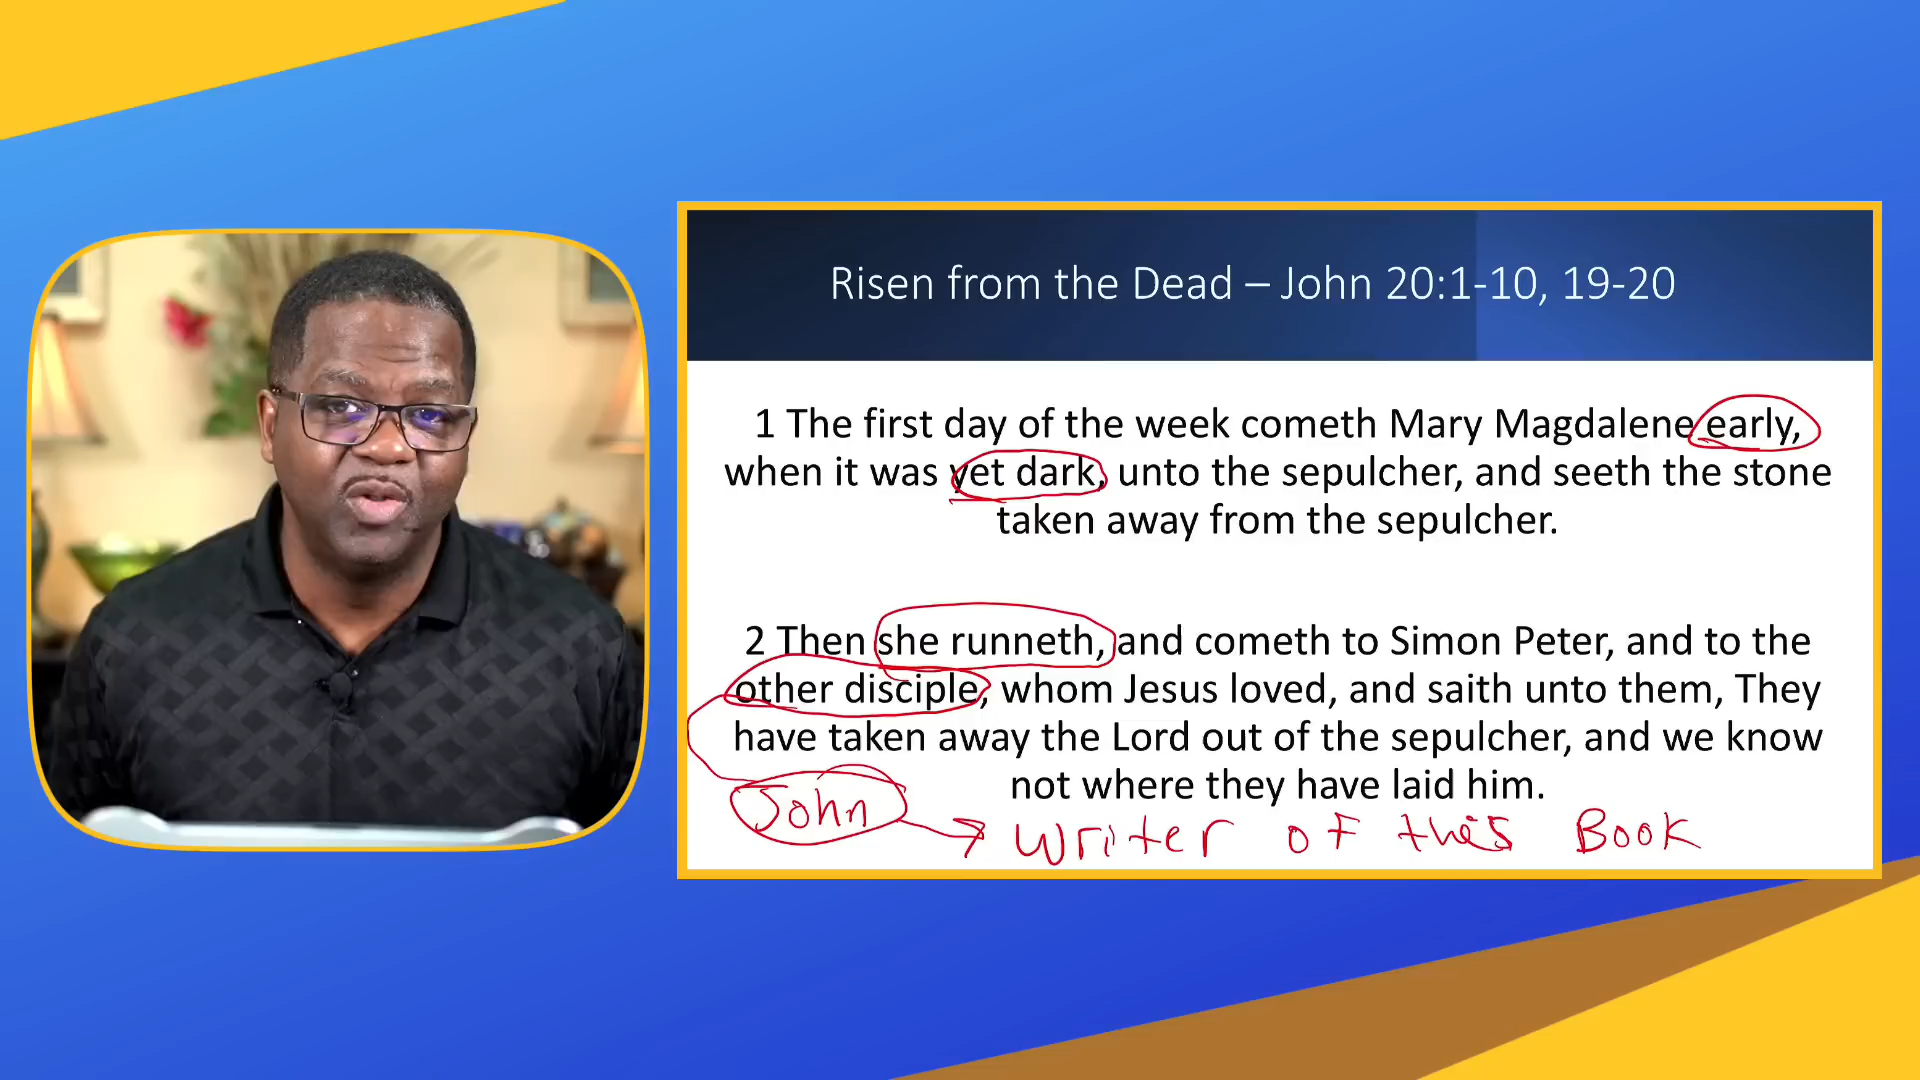 Risen from the Dead – John 20:1-10, 19-20
1 The first day of the week cometh Mary Magdalene early,
when it was yet dark, unto the sepulcher, and seeth the stone
taken away from the sepulcher.
2 Then she runneth, and cometh to Simon Peter, and to the
other disciple, whom Jesus loved, and saith unto them, They
have taken away the Lord out of the sepulcher, and we know
not where they have laid him.
John → Writer of this Book